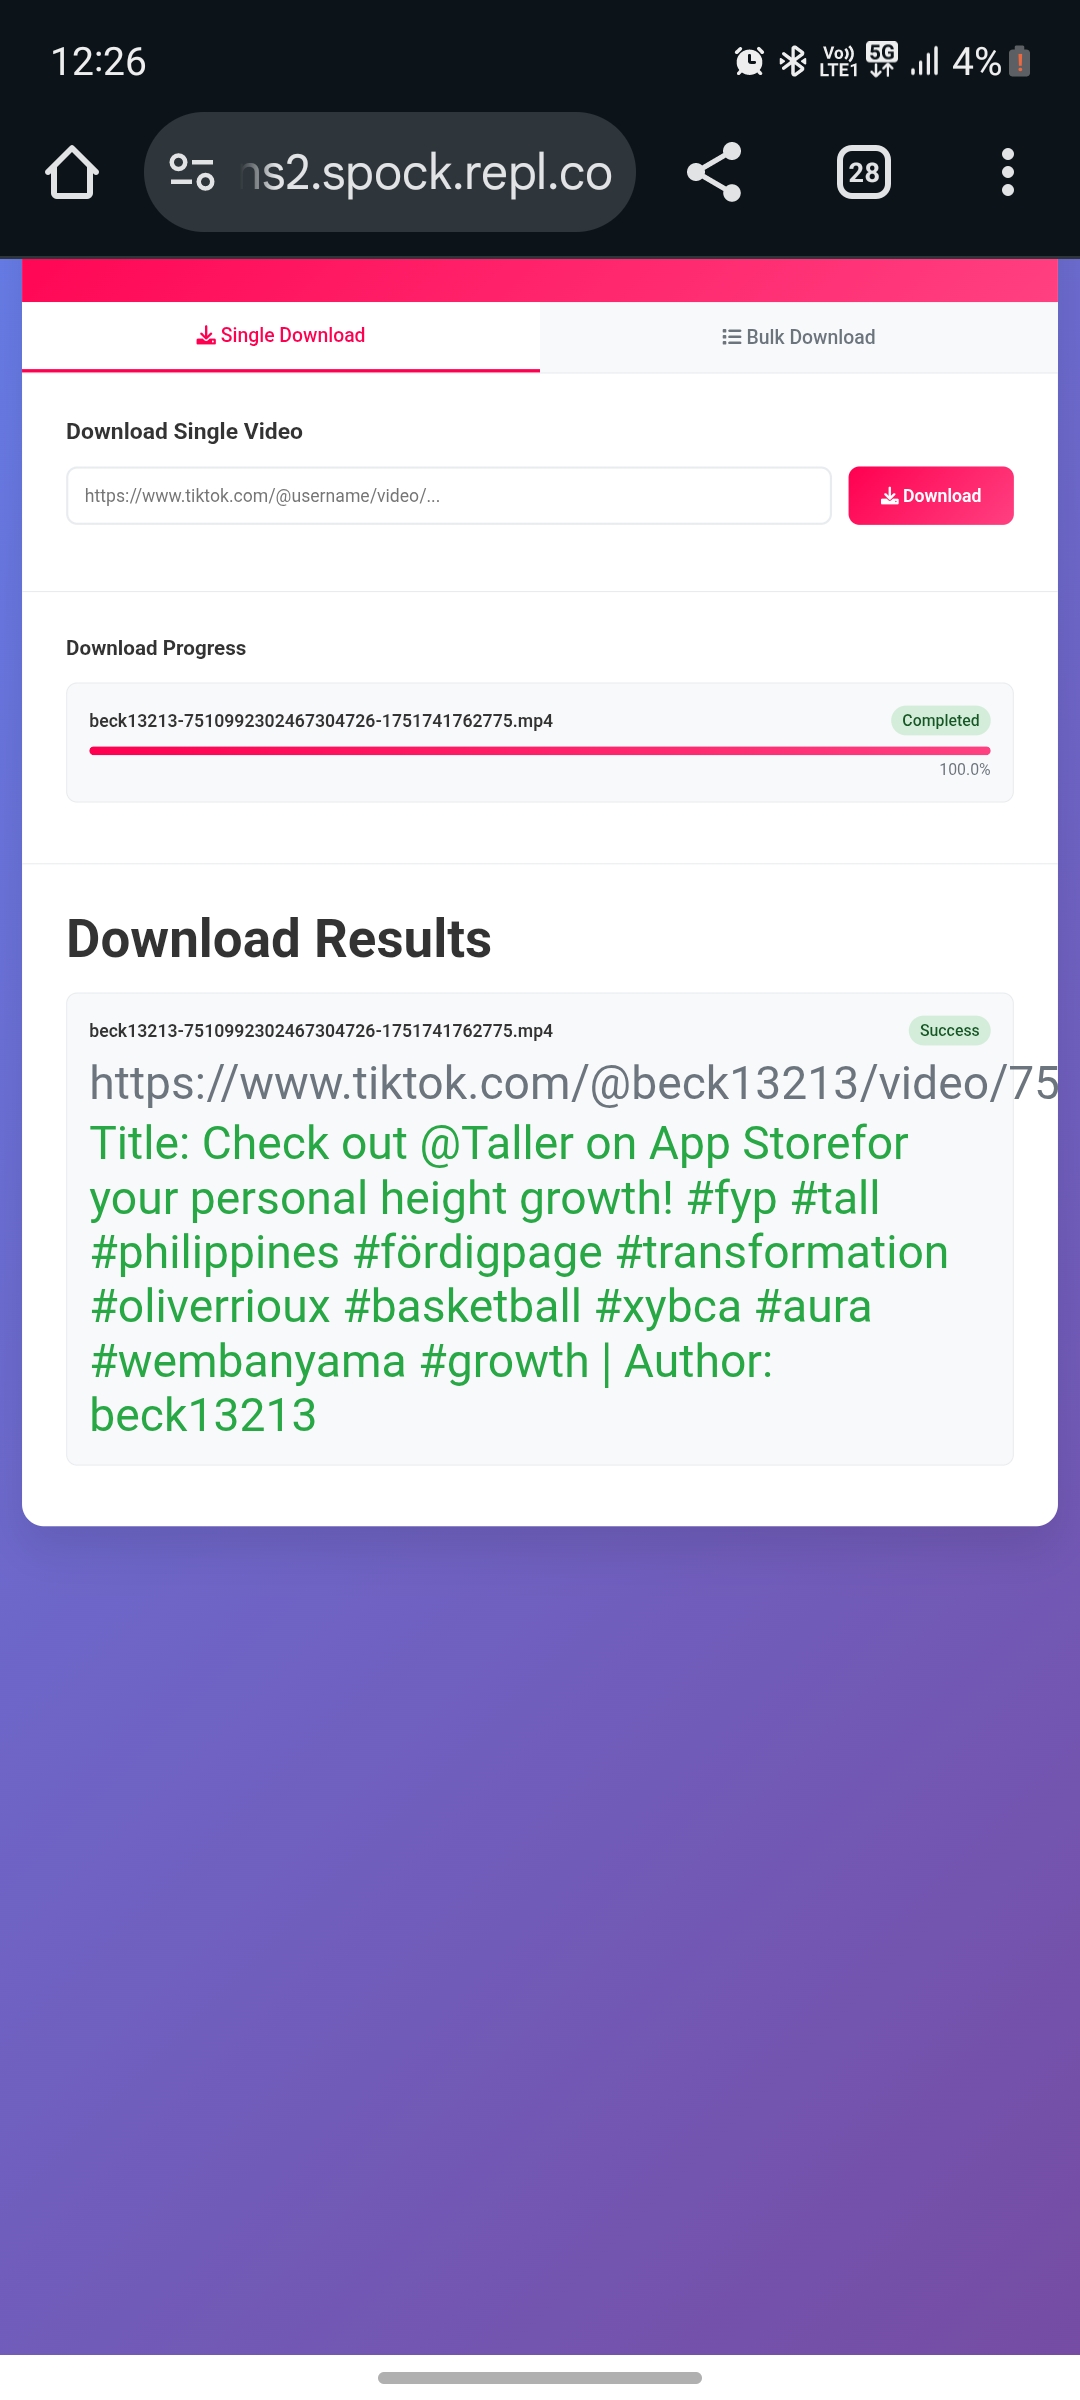 12:26
Vo)) LTE1 5G 4%
ns2.spock.repl.co
28
Single Download
Bulk Download
Download Single Video
https://www.tiktok.com/@username/video/...
Download
Download Progress
beck13213-7510992302467304726-1751741762775.mp4
Completed
100.0%
Download Results
beck13213-7510992302467304726-1751741762775.mp4
Success
https://www.tiktok.com/@beck13213/video/75
Title: Check out @Taller on App Storefor
your personal height growth! #fyp #tall
#philippines #fördigpage #transformation
#oliverrioux #basketball #xybca #aura
#wembanyama #growth | Author:
beck13213